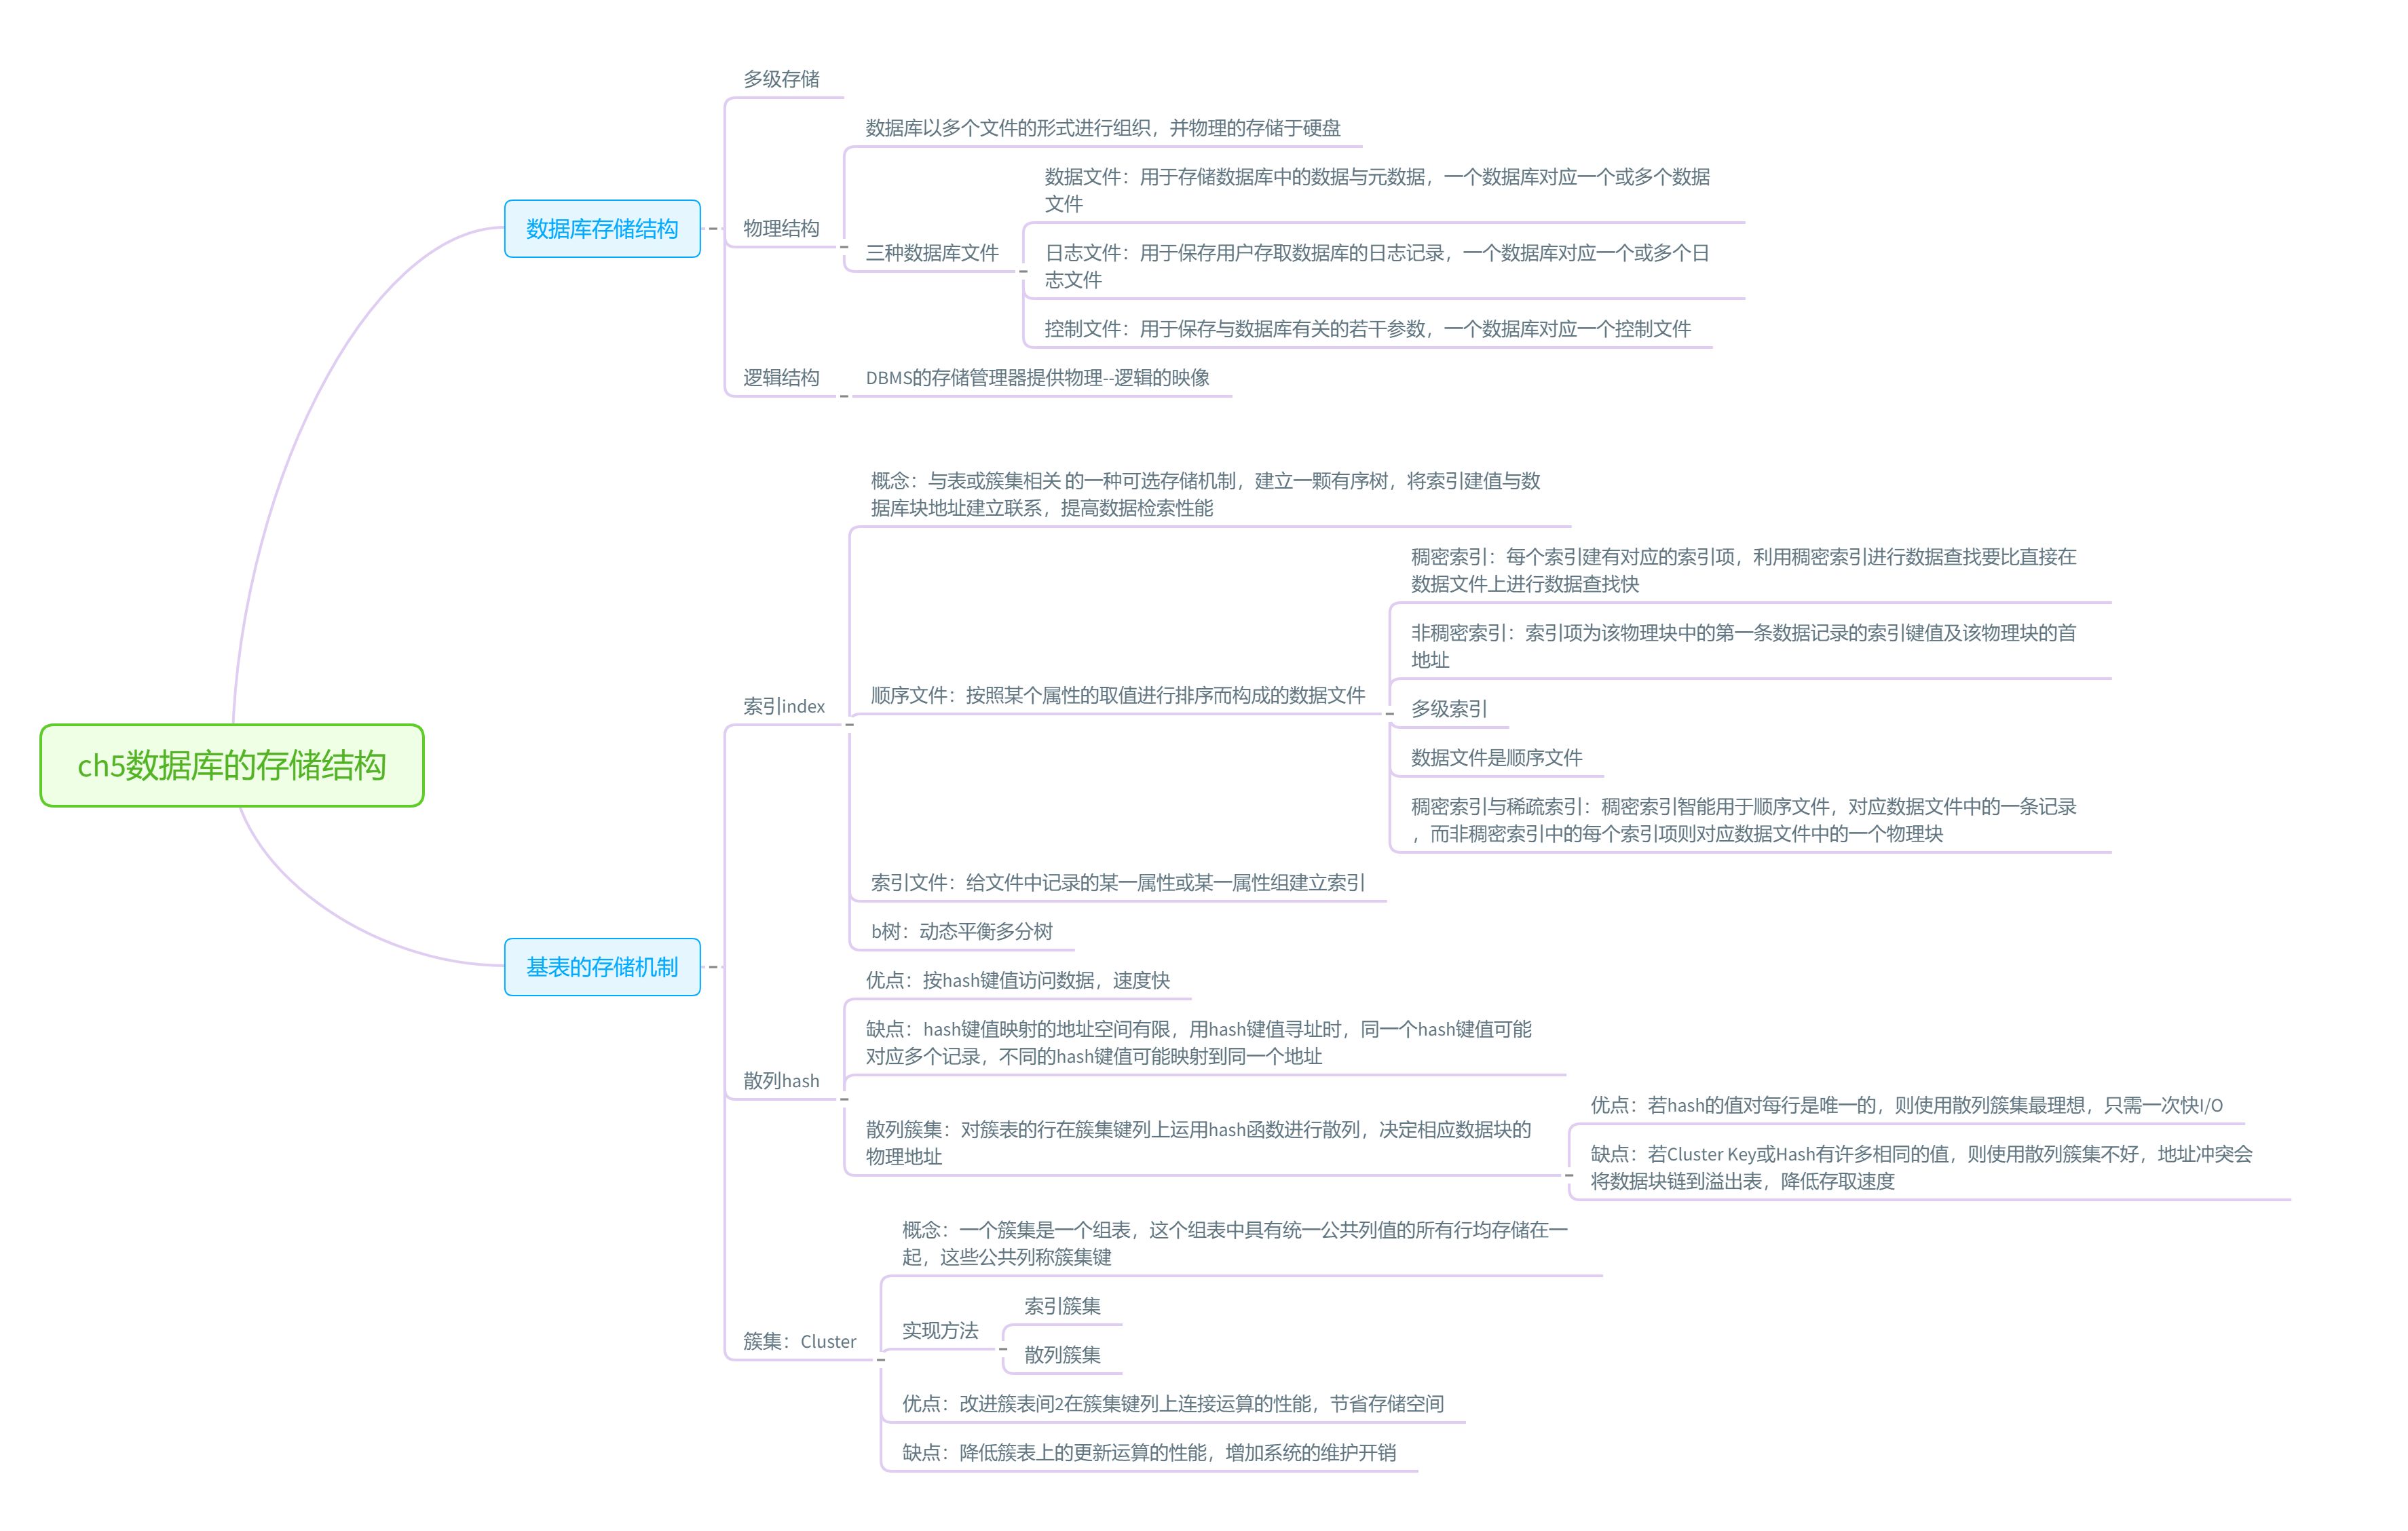 ch5数据库的存储结构
数据库存储结构
多级存储
物理结构
数据库以多个文件的形式进行组织，并物理的存储于硬盘
三种数据库文件
数据文件：用于存储数据库中的数据与元数据，一个数据库对应一个或多个数据
文件
日志文件：用于保存用户存取数据库的日志记录，一个数据库对应一个或多个日
志文件
控制文件：用于保存与数据库有关的若干参数，一个数据库对应一个控制文件
逻辑结构
DBMS的存储管理器提供物理--逻辑的映像
基表的存储机制
索引index
概念：与表或簇集相关 的一种可选存储机制，建立一颗有序树，将索引建值与数
据库块地址建立联系，提高数据检索性能
顺序文件：按照某个属性的取值进行排序而构成的数据文件
稠密索引：每个索引建有对应的索引项，利用稠密索引进行数据查找要比直接在
数据文件上进行数据查找快
非稠密索引：索引项为该物理块中的第一条数据记录的索引键值及该物理块的首
地址
多级索引
数据文件是顺序文件
稠密索引与稀疏索引：稠密索引智能用于顺序文件，对应数据文件中的一条记录
，而非稠密索引中的每个索引项则对应数据文件中的一个物理块
索引文件：给文件中记录的某一属性或某一属性组建立索引
b树：动态平衡多分树
散列hash
优点：按hash键值访问数据，速度快
缺点：hash键值映射的地址空间有限，用hash键值寻址时，同一个hash键值可能
对应多个记录，不同的hash键值可能映射到同一个地址
散列簇集：对簇表的行在簇集键列上运用hash函数进行散列，决定相应数据块的
物理地址
优点：若hash的值对每行是唯一的，则使用散列簇集最理想，只需一次快I/O
缺点：若Cluster Key或Hash有许多相同的值，则使用散列簇集不好，地址冲突会
将数据块链到溢出表，降低存取速度
簇集：Cluster
概念：一个簇集是一个组表，这个组表中具有统一公共列值的所有行均存储在一
起，这些公共列称簇集键
实现方法
索引簇集
散列簇集
优点：改进簇表间2在簇集键列上连接运算的性能，节省存储空间
缺点：降低簇表上的更新运算的性能，增加系统的维护开销